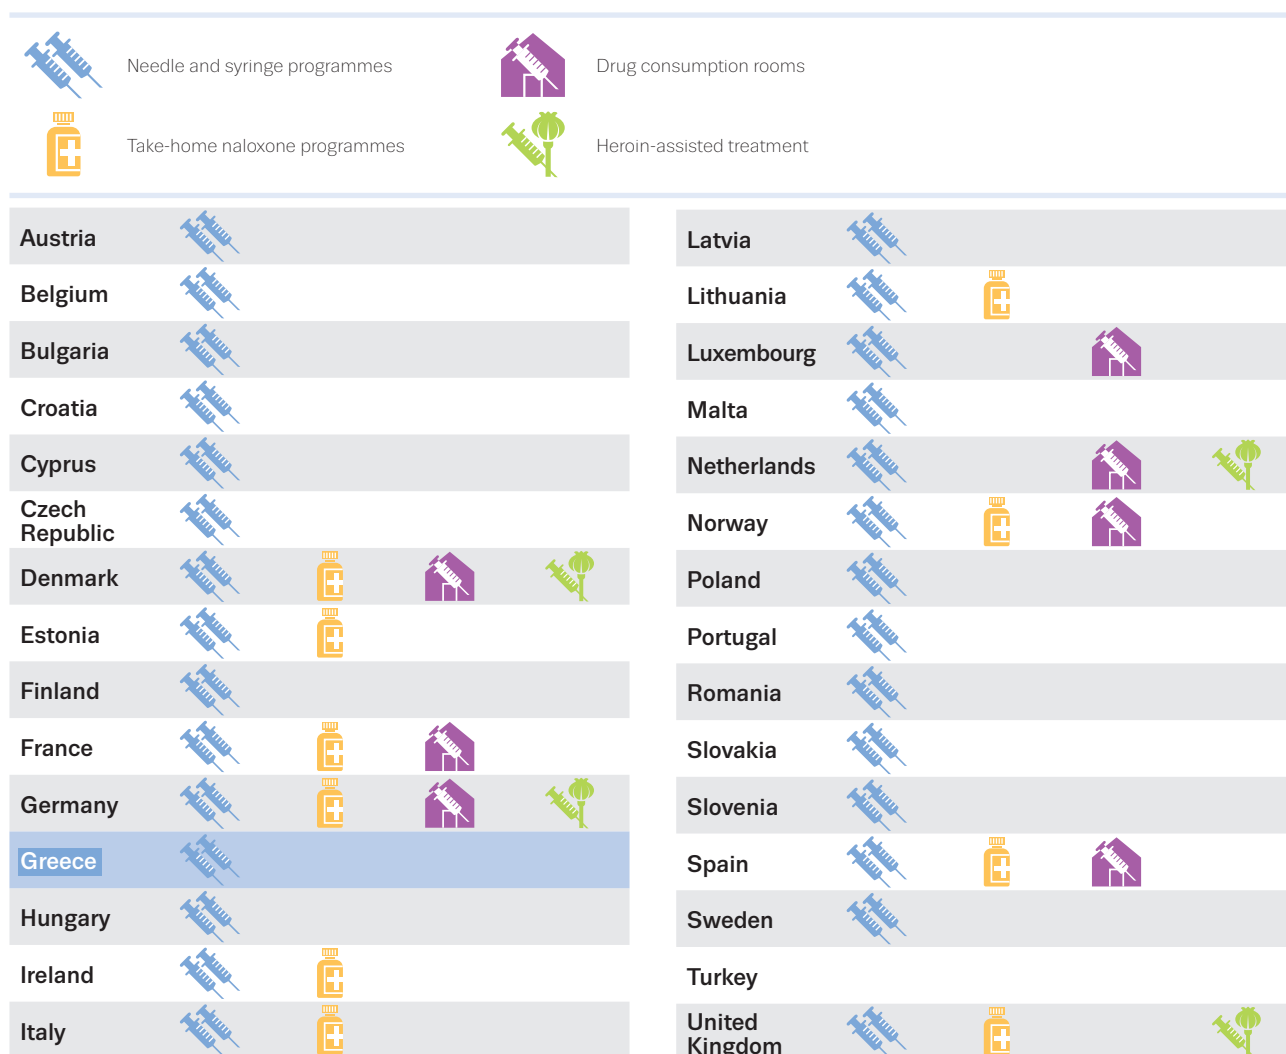 Needle and syringe programmes
Drug consumption rooms
Take-home naloxone programmes
Heroin-assisted treatment
Austria
Belgium
Bulgaria
Croatia
Cyprus
Czech
Republic
Denmark
Estonia
Finland
France
Germany
Greece
Hungary
Ireland
Italy
Latvia
Lithuania
Luxembourg
Malta
Netherlands
Norway
Poland
Portugal
Romania
Slovakia
Slovenia
Spain
Sweden
Turkey
United
Kingdom